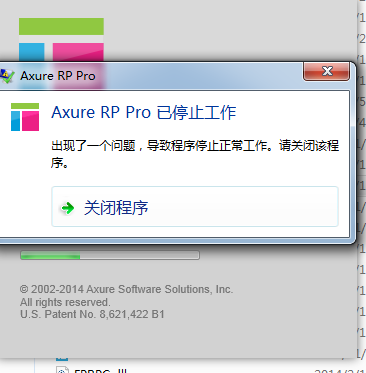 Axure RP Pro
Axure RP Pro 已停止工作
出现了一个问题，导致程序停止正常工作。请关闭该程
序。
关闭程序
© 2002-2014 Axure Software Solutions, Inc.
All rights reserved.
U.S. Patent No. 8,621,422 B1